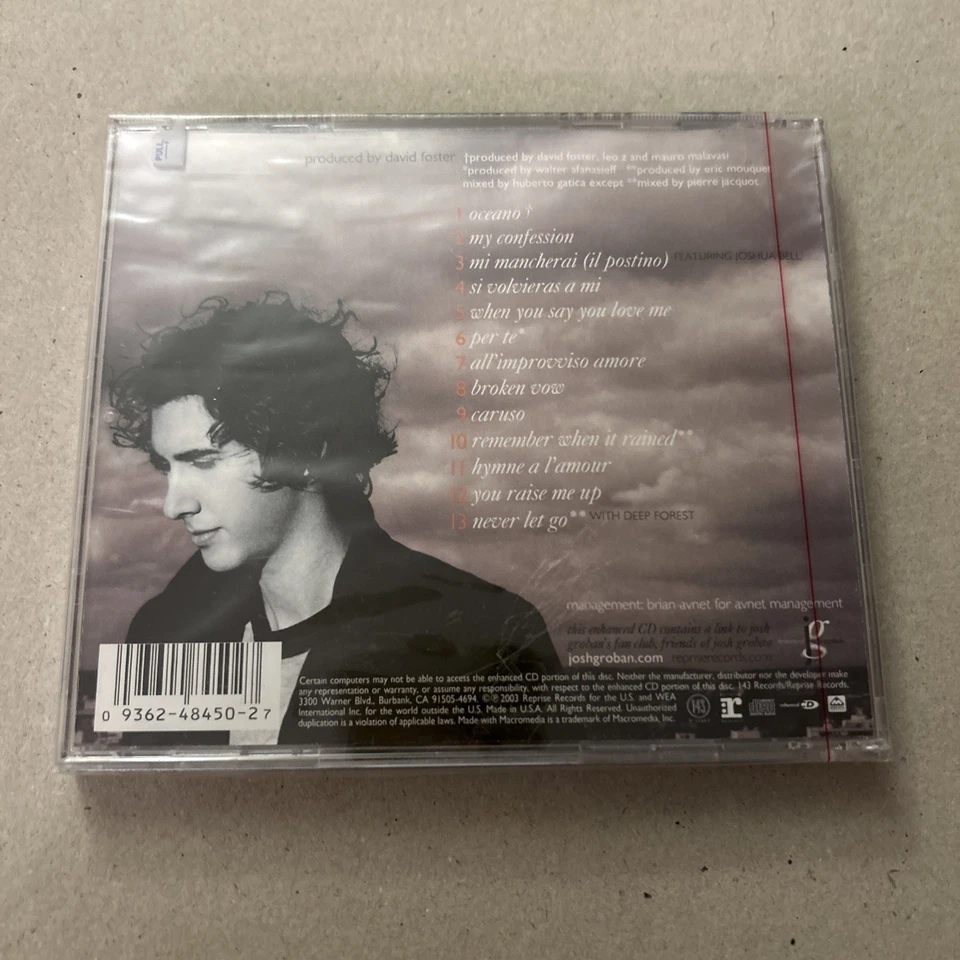 PULL
produced by david foster †produced by david foster, leo z and mauro malavasi
*produced by walter afanasieff **produced by eric mouquet
mixed by huberto gatica except **mixed by pierre jacquot
1 oceano †
2 my confession
3 mi mancherai (il postino) FEATURING JOSHUA BELL
4 si volvieras a mi
5 when you say you love me
6 per te*
7 all'improvviso amore
8 broken vow
9 caruso
10 remember when it rained**
11 hymne a l'amour
12 you raise me up
13 never let go** WITH DEEP FOREST
management: brian avnet for avnet management
this enhanced CD contains a link to josh
groban's fan club, friends of josh groban
joshgroban.com repriserecords.com
jg
Certain computers may not be able to access the enhanced CD portion of this disc. Neither the manufacturer, distributor nor the developer make
any representation or warranty, or assume any responsibility, with respect to the enhanced CD portion of this disc. 143 Records/Reprise Records,
3300 Warner Blvd., Burbank, CA 91505-4694. ©℗2003 Reprise Records for the U.S. and WEA
International Inc. for the world outside the U.S. Made in U.S.A. All Rights Reserved. Unauthorized
duplication is a violation of applicable laws. Made with Macromedia is a trademark of Macromedia, Inc.
143
r
0 9362-48450-2 7